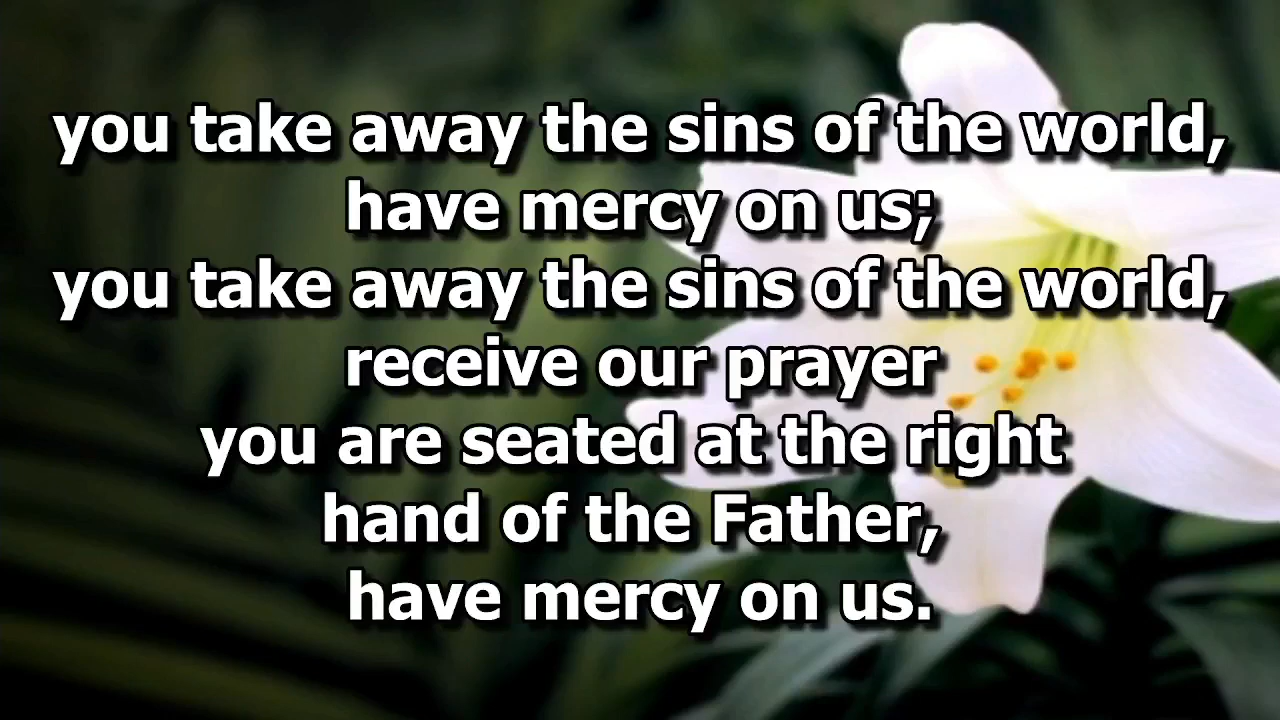 you take away the sins of the world,
have mercy on us;
you take away the sins of the world,
receive our prayer
you are seated at the right
hand of the Father,
have mercy on us.